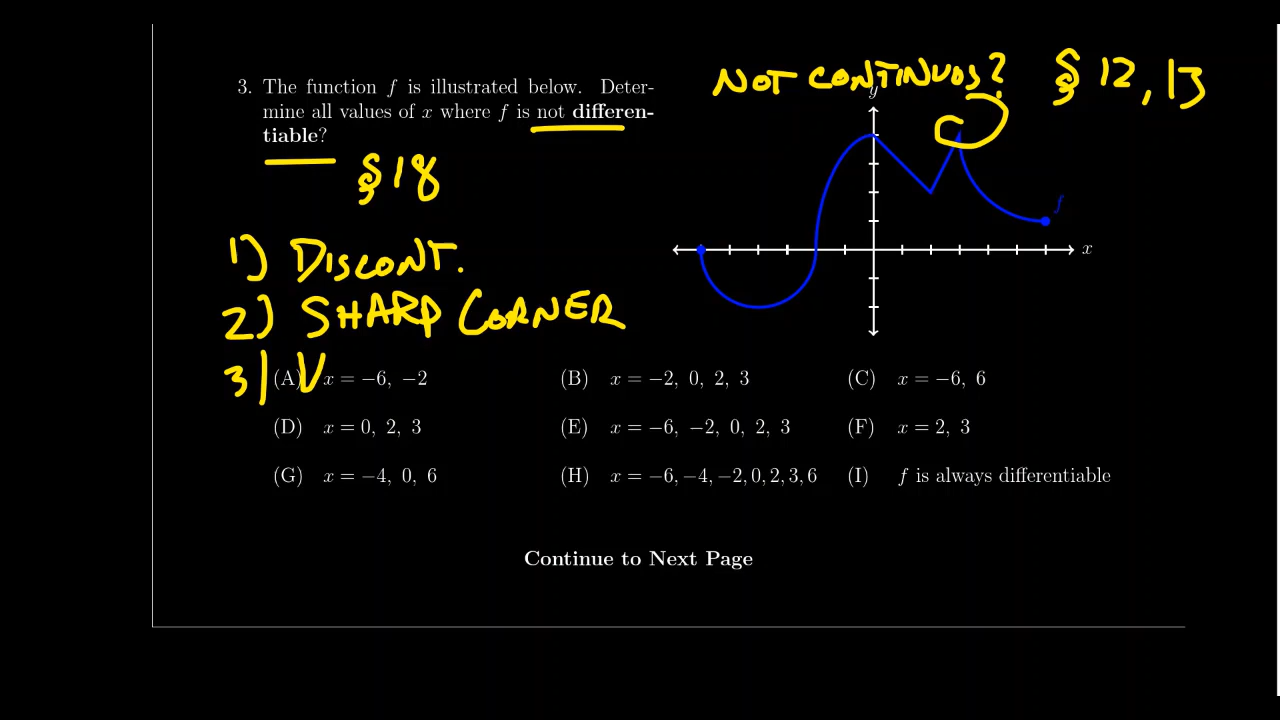 3. The function f is illustrated below. Deter-
mine all values of x where f is not differen-
tiable?
NOT CONTINUOS? § 12, 13
§ 18
y
f
x
1) DISCONT.
2) SHARP CORNER
3) V
(A) x = −6, −2
(B) x = −2, 0, 2, 3
(C) x = −6, 6
(D) x = 0, 2, 3
(E) x = −6, −2, 0, 2, 3
(F) x = 2, 3
(G) x = −4, 0, 6
(H) x = −6, −4, −2, 0, 2, 3, 6
(I) f is always differentiable
Continue to Next Page